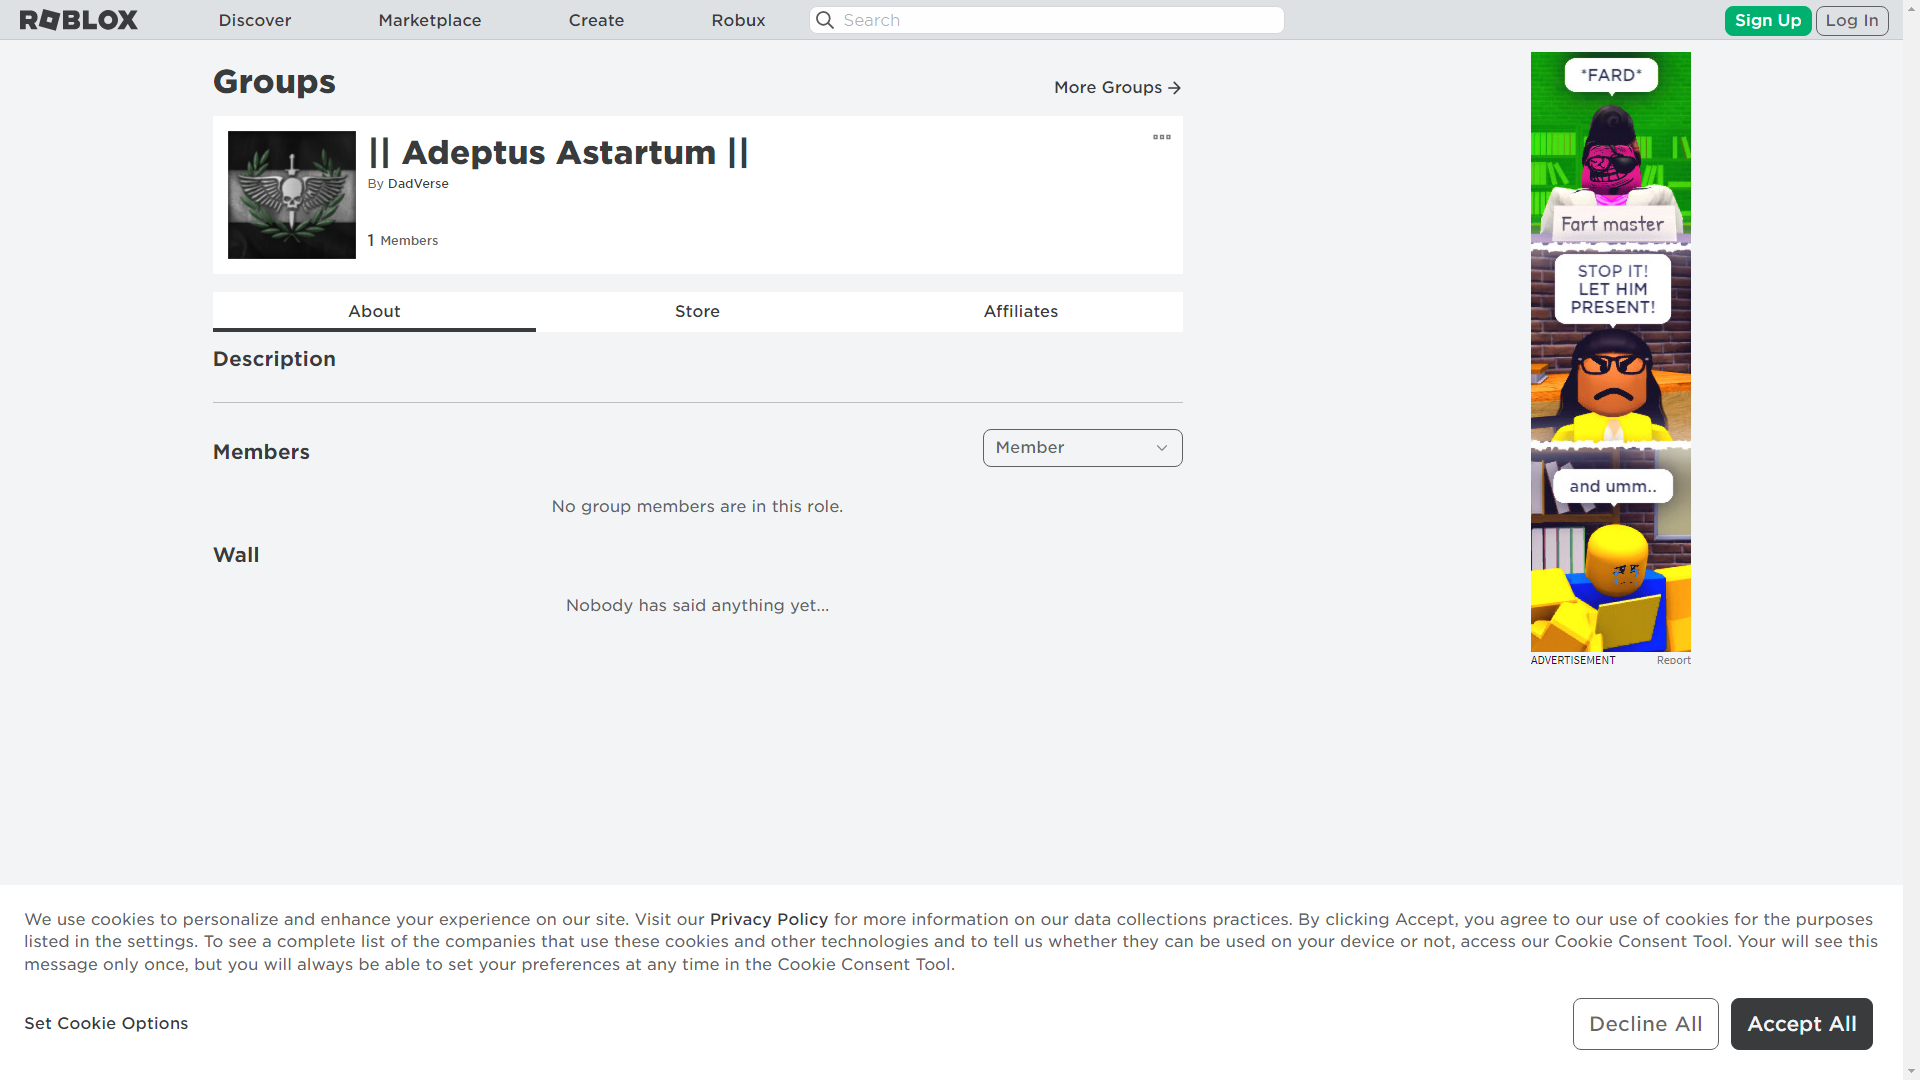 ROBLOX
Discover
Marketplace
Create
Robux
Search
Sign Up
Log In
Groups
More Groups
|| Adeptus Astartum ||
By DadVerse
1 Members
About
Store
Affiliates
Description
Members
Member
No group members are in this role.
Wall
Nobody has said anything yet...
*FARD*
Fart master
STOP IT!
LET HIM
PRESENT!
and umm..
ADVERTISEMENT
Report
We use cookies to personalize and enhance your experience on our site. Visit our Privacy Policy for more information on our data collections practices. By clicking Accept, you agree to our use of cookies for the purposes
listed in the settings. To see a complete list of the companies that use these cookies and other technologies and to tell us whether they can be used on your device or not, access our Cookie Consent Tool. Your will see this
message only once, but you will always be able to set your preferences at any time in the Cookie Consent Tool.
Set Cookie Options
Decline All
Accept All